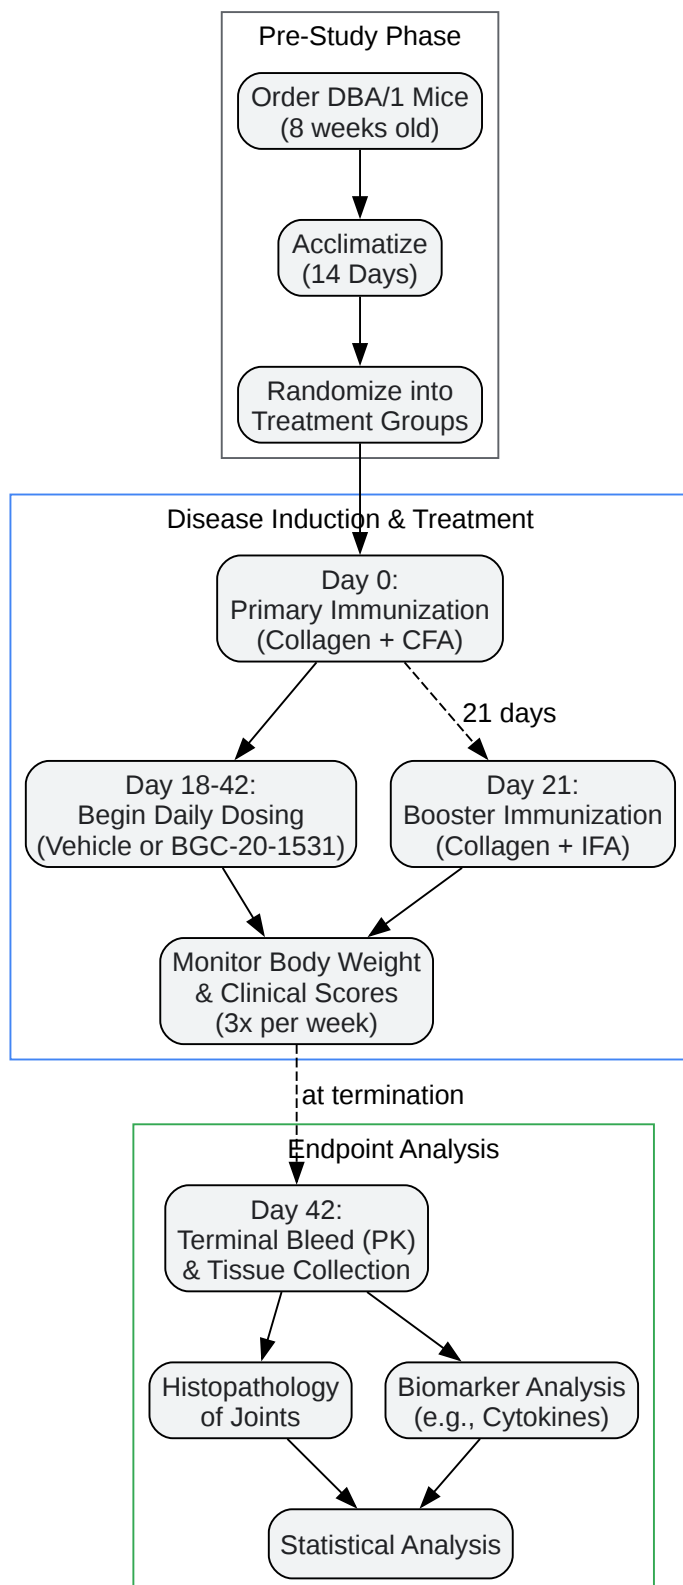 Pre-Study Phase
Order DBA/1 Mice
(8 weeks old)
Acclimatize
(14 Days)
Randomize into
Treatment Groups
Disease Induction & Treatment
Day 0:
Primary Immunization
(Collagen + CFA)
21 days
Day 18-42:
Begin Daily Dosing
(Vehicle or BGC-20-1531)
Day 21:
Booster Immunization
(Collagen + IFA)
Monitor Body Weight
& Clinical Scores
(3x per week)
at termination
Endpoint Analysis
Day 42:
Terminal Bleed (PK)
& Tissue Collection
Histopathology
of Joints
Biomarker Analysis
(e.g., Cytokines)
Statistical Analysis